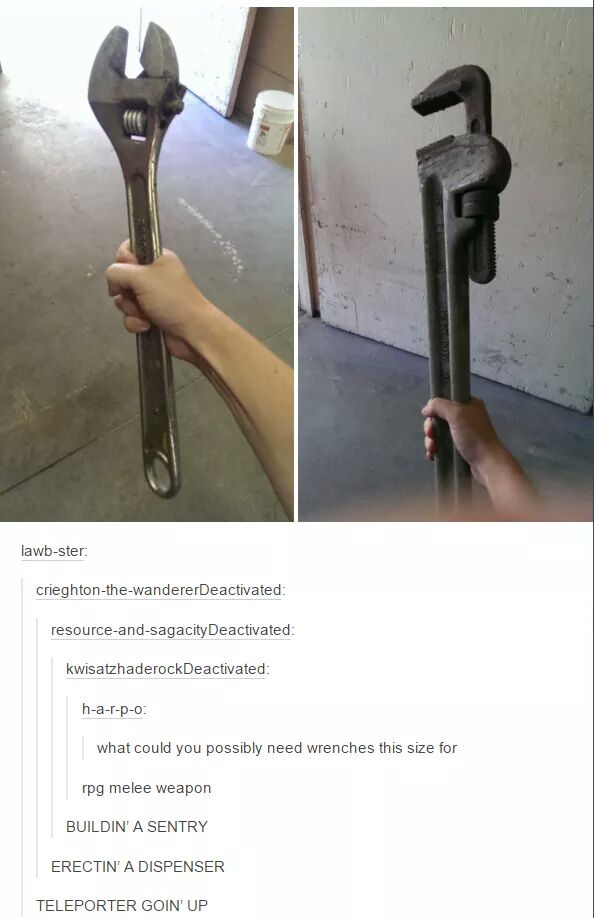 lawb-ster:
crieghton-the-wandererDeactivated:
resource-and-sagacityDeactivated:
kwisatzhaderockDeactivated:
h-a-r-p-o:
what could you possibly need wrenches this size for
rpg melee weapon
BUILDIN’ A SENTRY
ERECTIN’ A DISPENSER
TELEPORTER GOIN’ UP